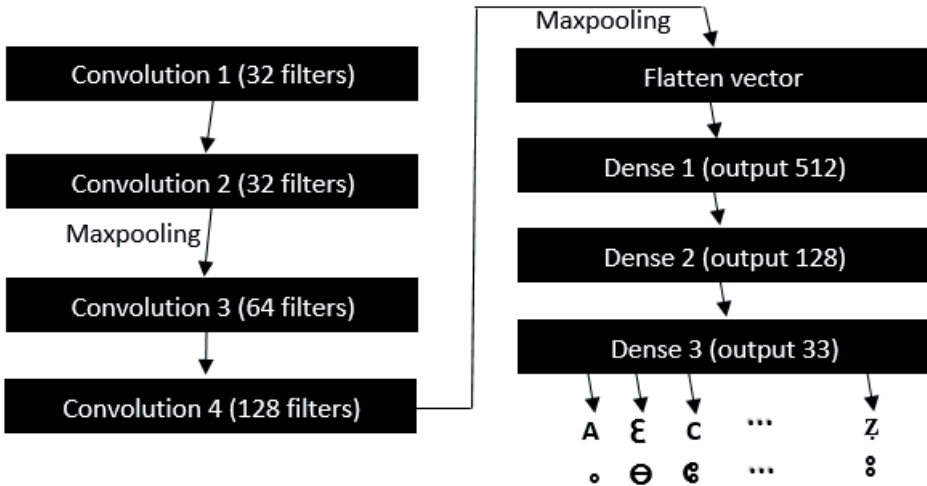 Convolution 1 (32 filters)
Convolution 2 (32 filters)
Maxpooling
Convolution 3 (64 filters)
Convolution 4 (128 filters)
Maxpooling
Flatten vector
Dense 1 (output 512)
Dense 2 (output 128)
Dense 3 (output 33)
A Ɛ C ... Ẓ
ⴰ ⴱ ⵛ ... ⵓ